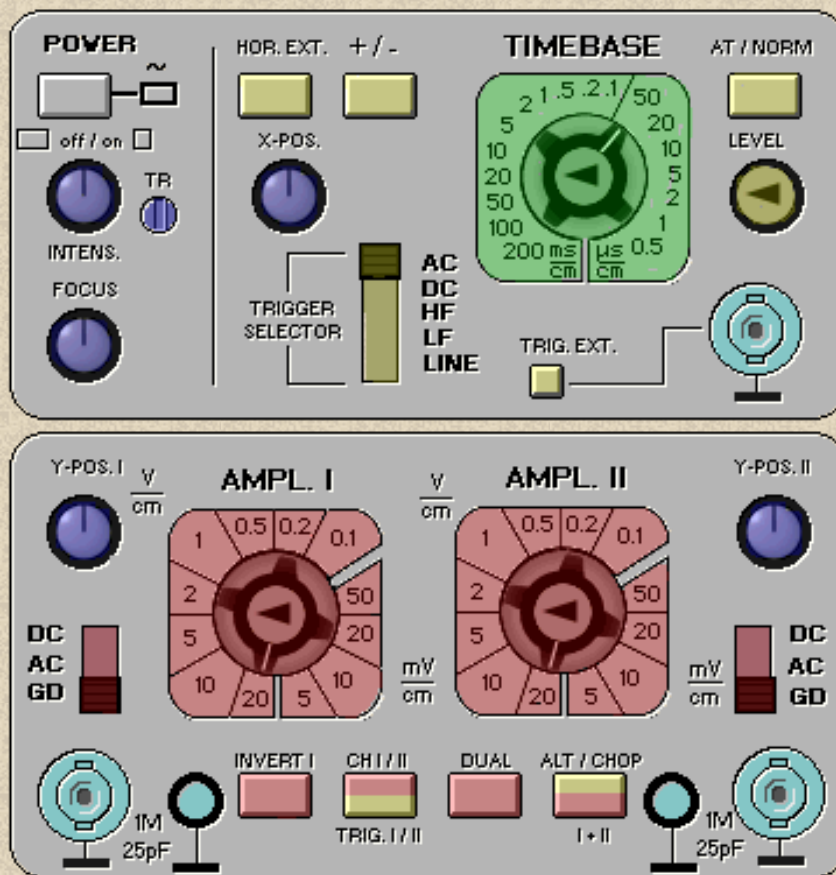 POWER
~
off / on
INTENS.
TR
FOCUS
HOR. EXT.
+ / -
X-POS.
TRIGGER
SELECTOR
AC
DC
HF
LF
LINE
TIMEBASE
.5 .2 .1
1
2
5
10
20
50
100
200 ms
cm
50
20
10
5
2
1
0.5
µs
cm
AT / NORM
LEVEL
TRIG. EXT.
Y-POS. I
V
cm
AMPL. I
0.5 0.2 0.1
1
2
5
10
20
50
20
10
5
mV
cm
V
cm
AMPL. II
0.5 0.2 0.1
1
2
5
10
20
50
20
10
5
mV
cm
Y-POS. II
DC
AC
GD
DC
AC
GD
INVERT I
CH I / II
DUAL
ALT / CHOP
TRIG. I / II
I + II
1M
25pF
1M
25pF